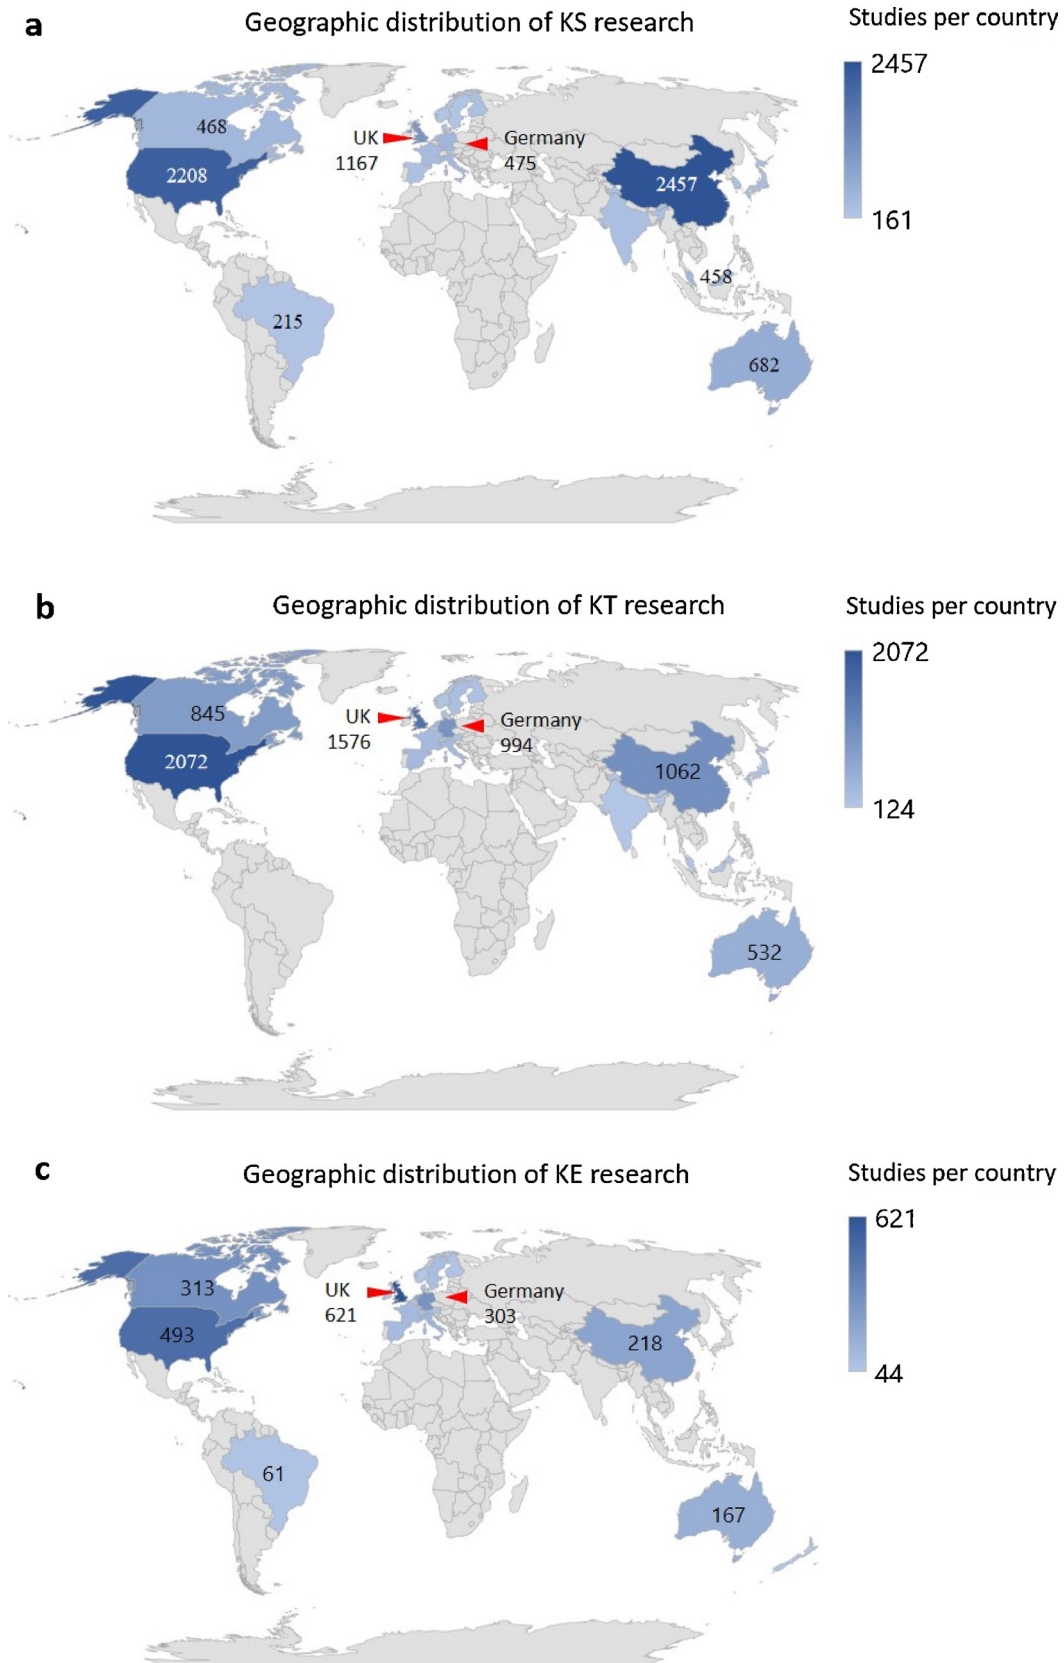 a
Geographic distribution of KS research
Studies per country
2457
161
468
2208
UK
1167
Germany
475
2457
458
215
682
b
Geographic distribution of KT research
Studies per country
2072
124
845
2072
UK
1576
Germany
994
1062
532
c
Geographic distribution of KE research
Studies per country
621
44
313
493
UK
621
Germany
303
218
61
167